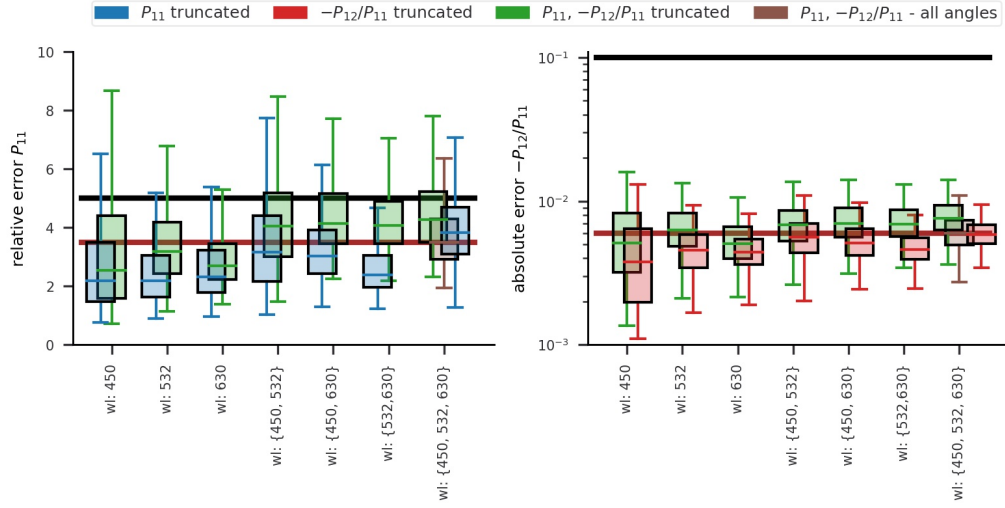 P₁₁ truncated
−P₁₂/P₁₁ truncated
P₁₁, −P₁₂/P₁₁ truncated
P₁₁, −P₁₂/P₁₁ - all angles
relative error P₁₁
10
8
6
4
2
0
wl: 450
wl: 532
wl: 630
wl: {450, 532}
wl: {450, 630}
wl: {532,630}
wl: {450, 532, 630}
absolute error −P₁₂/P₁₁
10⁻¹
10⁻²
10⁻³
wl: 450
wl: 532
wl: 630
wl: {450, 532}
wl: {450, 630}
wl: {532,630}
wl: {450, 532, 630}